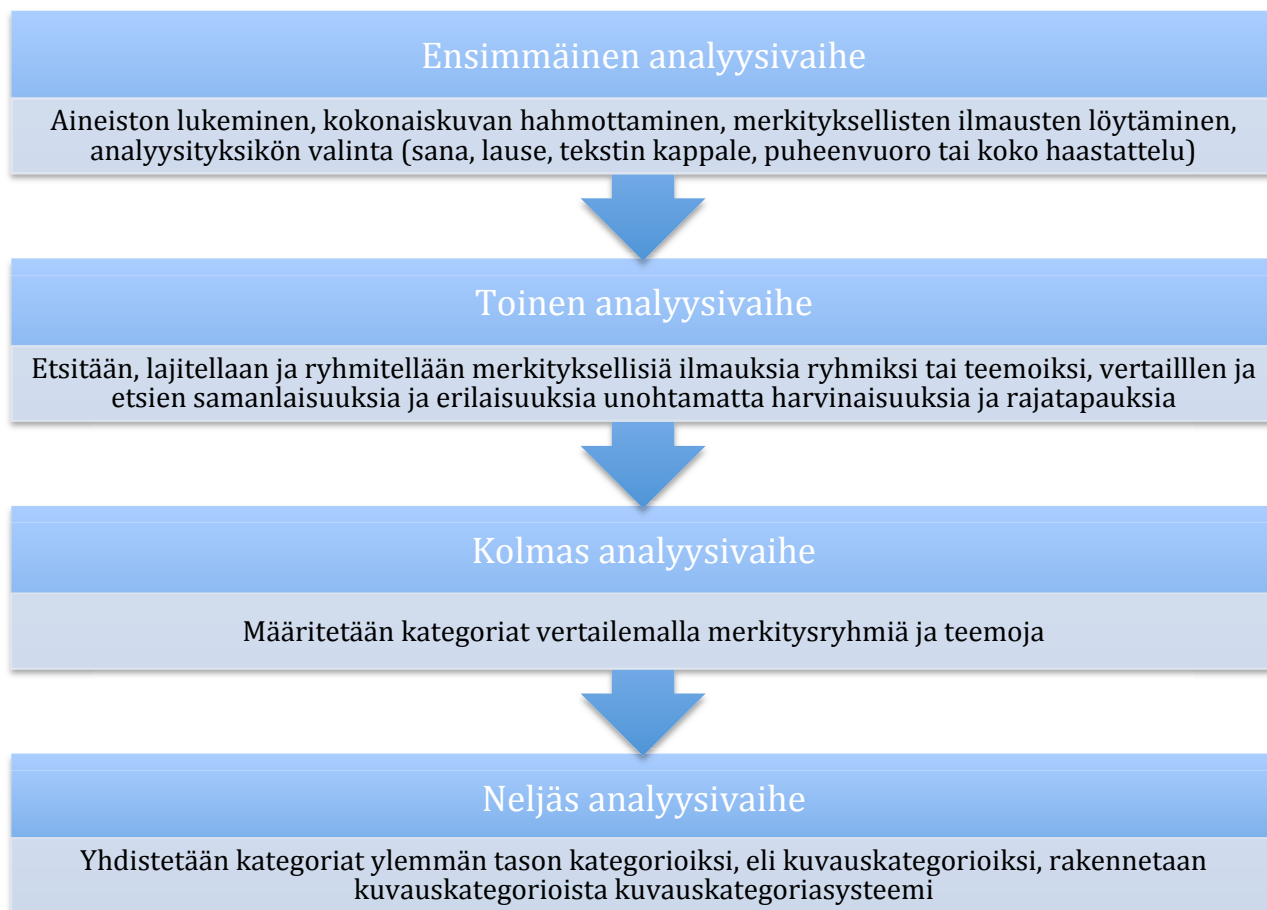 Ensimmäinen analyysivaihe
Aineiston lukeminen, kokonaiskuvan hahmottaminen, merkityksellisten ilmausten löytäminen,
analyysityksikön valinta (sana, lause, tekstin kappale, puheenvuoro tai koko haastattelu)
Toinen analyysivaihe
Etsitään, lajitellaan ja ryhmitellään merkityksellisiä ilmauksia ryhmiksi tai teemoiksi, vertailllen ja
etsien samanlaisuuksia ja erilaisuuksia unohtamatta harvinaisuuksia ja rajatapauksia
Kolmas analyysivaihe
Määritetään kategoriat vertailemalla merkitysryhmiä ja teemoja
Neljäs analyysivaihe
Yhdistetään kategoriat ylemmän tason kategorioiksi, eli kuvauskategorioiksi, rakennetaan
kuvauskategorioista kuvauskategoriasysteemi